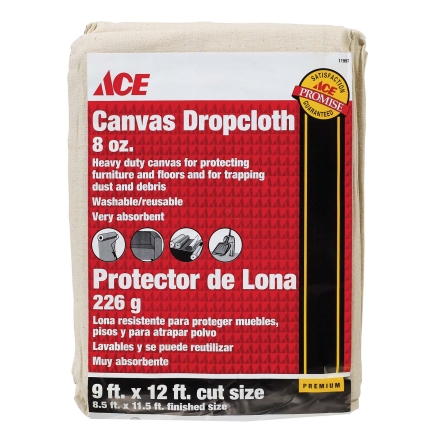 11997
ACE
SATISFACTION
ACE
PROMISE
GUARANTEED
Canvas Dropcloth
8 oz.
Heavy duty canvas for protecting
furniture and floors and for trapping
dust and debris
Washable/reusable
Very absorbent
Protector de Lona
226 g
Lona resistente para proteger muebles,
pisos y para atrapar polvo
Lavables y se puede reutilizar
Muy absorbente
9 ft. x 12 ft. cut size
8.5 ft. x 11.5 ft. finished size
PREMIUM